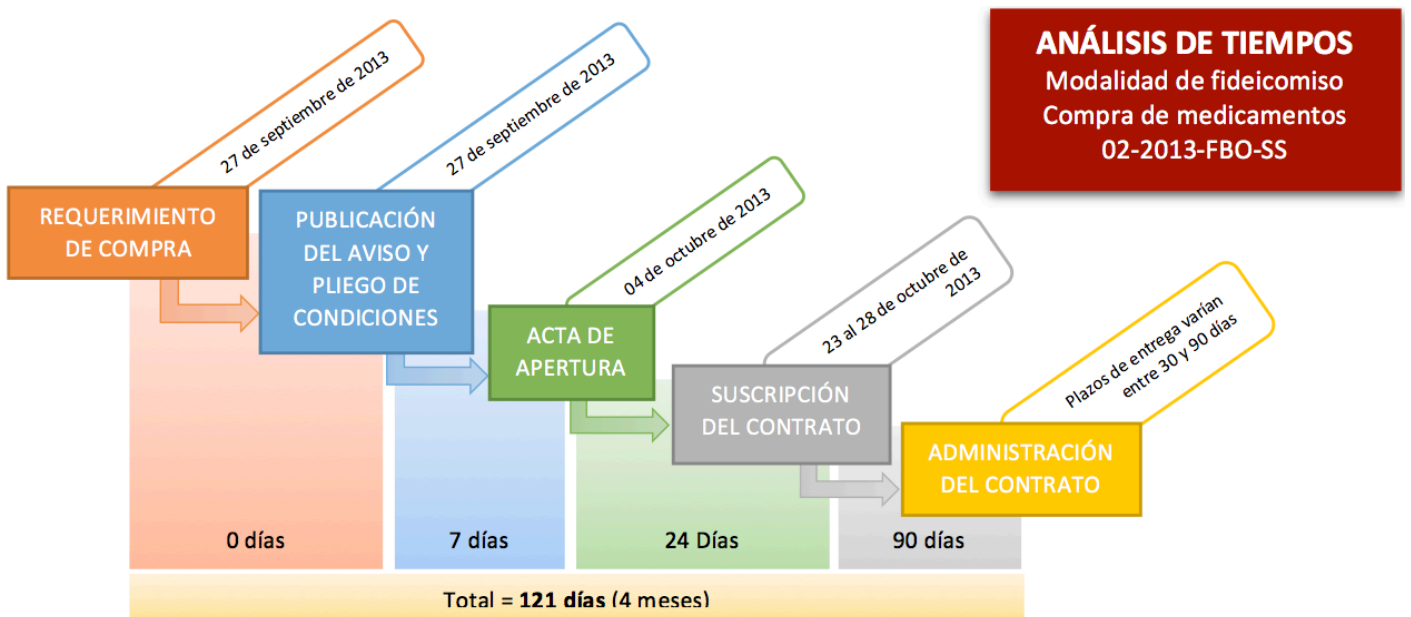 ANÁLISIS DE TIEMPOS
Modalidad de fideicomiso
Compra de medicamentos
02-2013-FBO-SS
27 de septiembre de 2013
REQUERIMIENTO
DE COMPRA
27 de septiembre de 2013
PUBLICACIÓN
DEL AVISO Y
PLIEGO DE
CONDICIONES
04 de octubre de 2013
ACTA DE
APERTURA
23 al 28 de octubre de
2013
SUSCRIPCIÓN
DEL CONTRATO
Plazos de entrega varían
entre 30 y 90 días
ADMINISTRACIÓN
DEL CONTRATO
0 días
7 días
24 Días
90 días
Total = 121 días (4 meses)